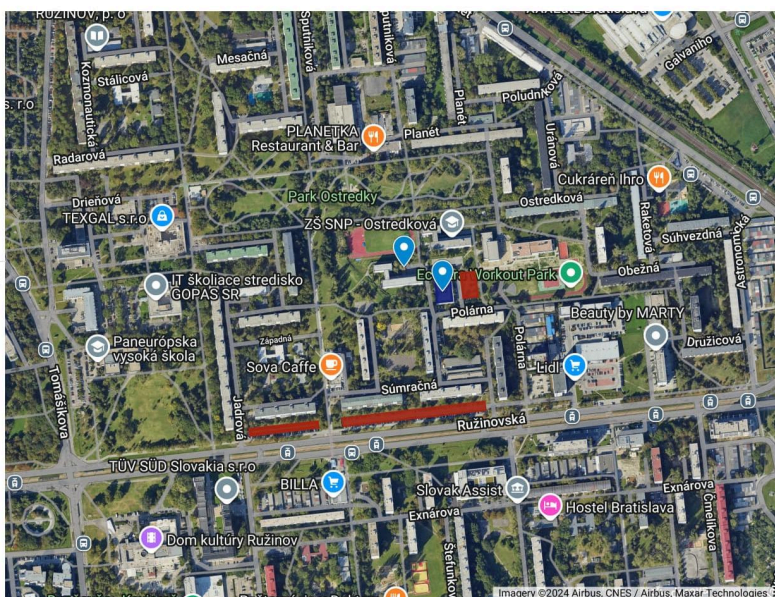 RUŽINOV, p. o
Mesačná
Sputniková
Galvaniho
Kozmonautická
Stálicová
s. r.o
Poludníková
Planét
PLANETKA
Restaurant & Bar
Planét
Uránová
Radarová
Cukráreň Ihro
Drieňová
Park Ostredky
TEXGAL s.r.o
Ostredková
Raketová
ZŠ SNP - Ostredková
Súhvezdná
Astronomická
IT školiace stredisko
GOPAS SR
Workout Park
Obežná
Polárna
Beauty by MARTY
Západná
Paneurópska
vysoká škola
Polárna
Družicová
Sova Caffe
Lidl
Tomášikova
Súmračná
Jadrová
Ružinovská
TÜV SÜD Slovakia s.r.o
BILLA
Slovak Assist
Exnárova
Hostel Bratislava
Exnárova
Čmelíkova
Dom kultúry Ružinov
Imagery ©2024 Airbus, CNES / Airbus, Maxar Technologies